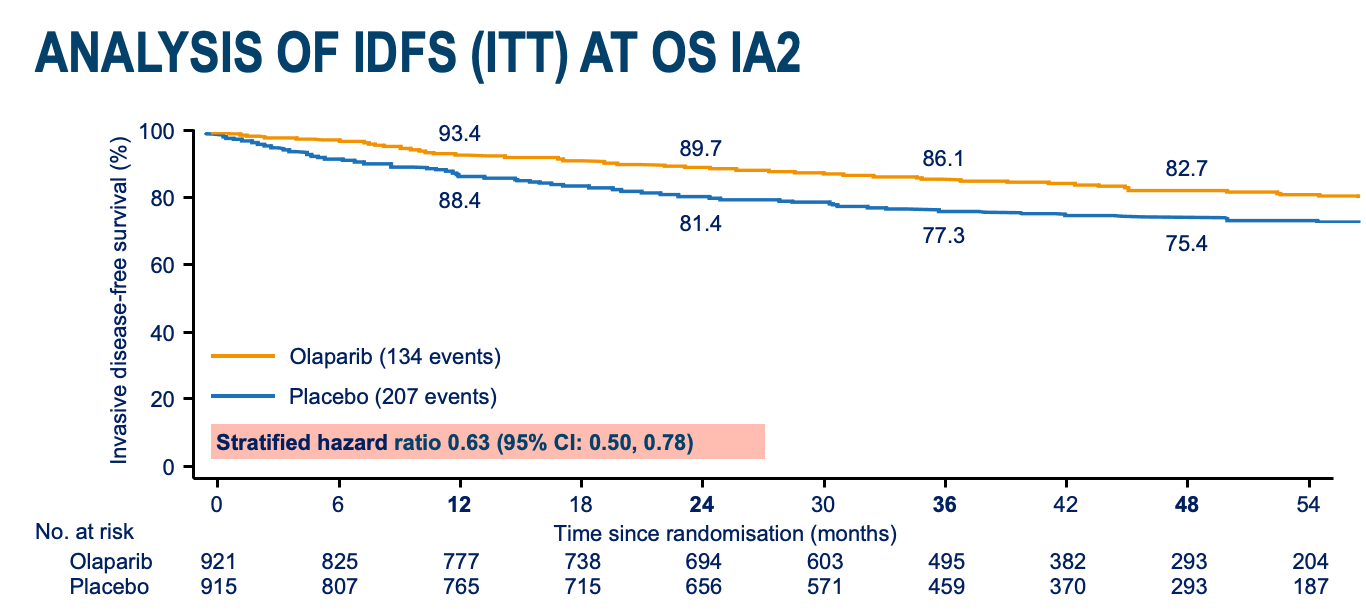 ANALYSIS OF IDFS (ITT) AT OS IA2
Invasive disease-free survival (%)
100
80
60
40
20
0
93.4
89.7
86.1
82.7
88.4
81.4
77.3
75.4
Olaparib (134 events)
Placebo (207 events)
Stratified hazard ratio 0.63 (95% CI: 0.50, 0.78)
0 6 12 18 24 30 36 42 48 54
Time since randomisation (months)
No. at risk
Olaparib 921 825 777 738 694 603 495 382 293 204
Placebo 915 807 765 715 656 571 459 370 293 187